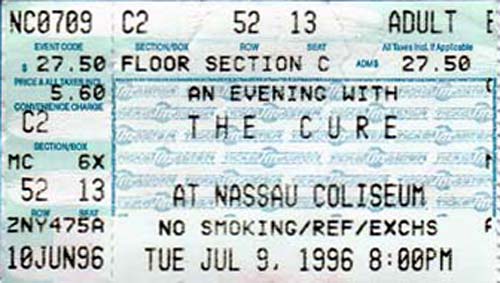 NC0709 C2 52 13 ADULT
EVENT CODE SECTION/BOX ROW SEAT All Taxes Incl. If Applicable
$ 27.50 FLOOR SECTION C ADM$ 27.50
PRICE & ALL TAXES INCL.
5.60 AN EVENING WITH
CONVENIENCE CHARGE
C2 THE CURE
SECTION/BOX
MC 6X
52 13 AT NASSAU COLISEUM
ROW SEAT
ZNY475A NO SMOKING/REF/EXCHS
10JUN96 TUE JUL 9, 1996 8:00PM